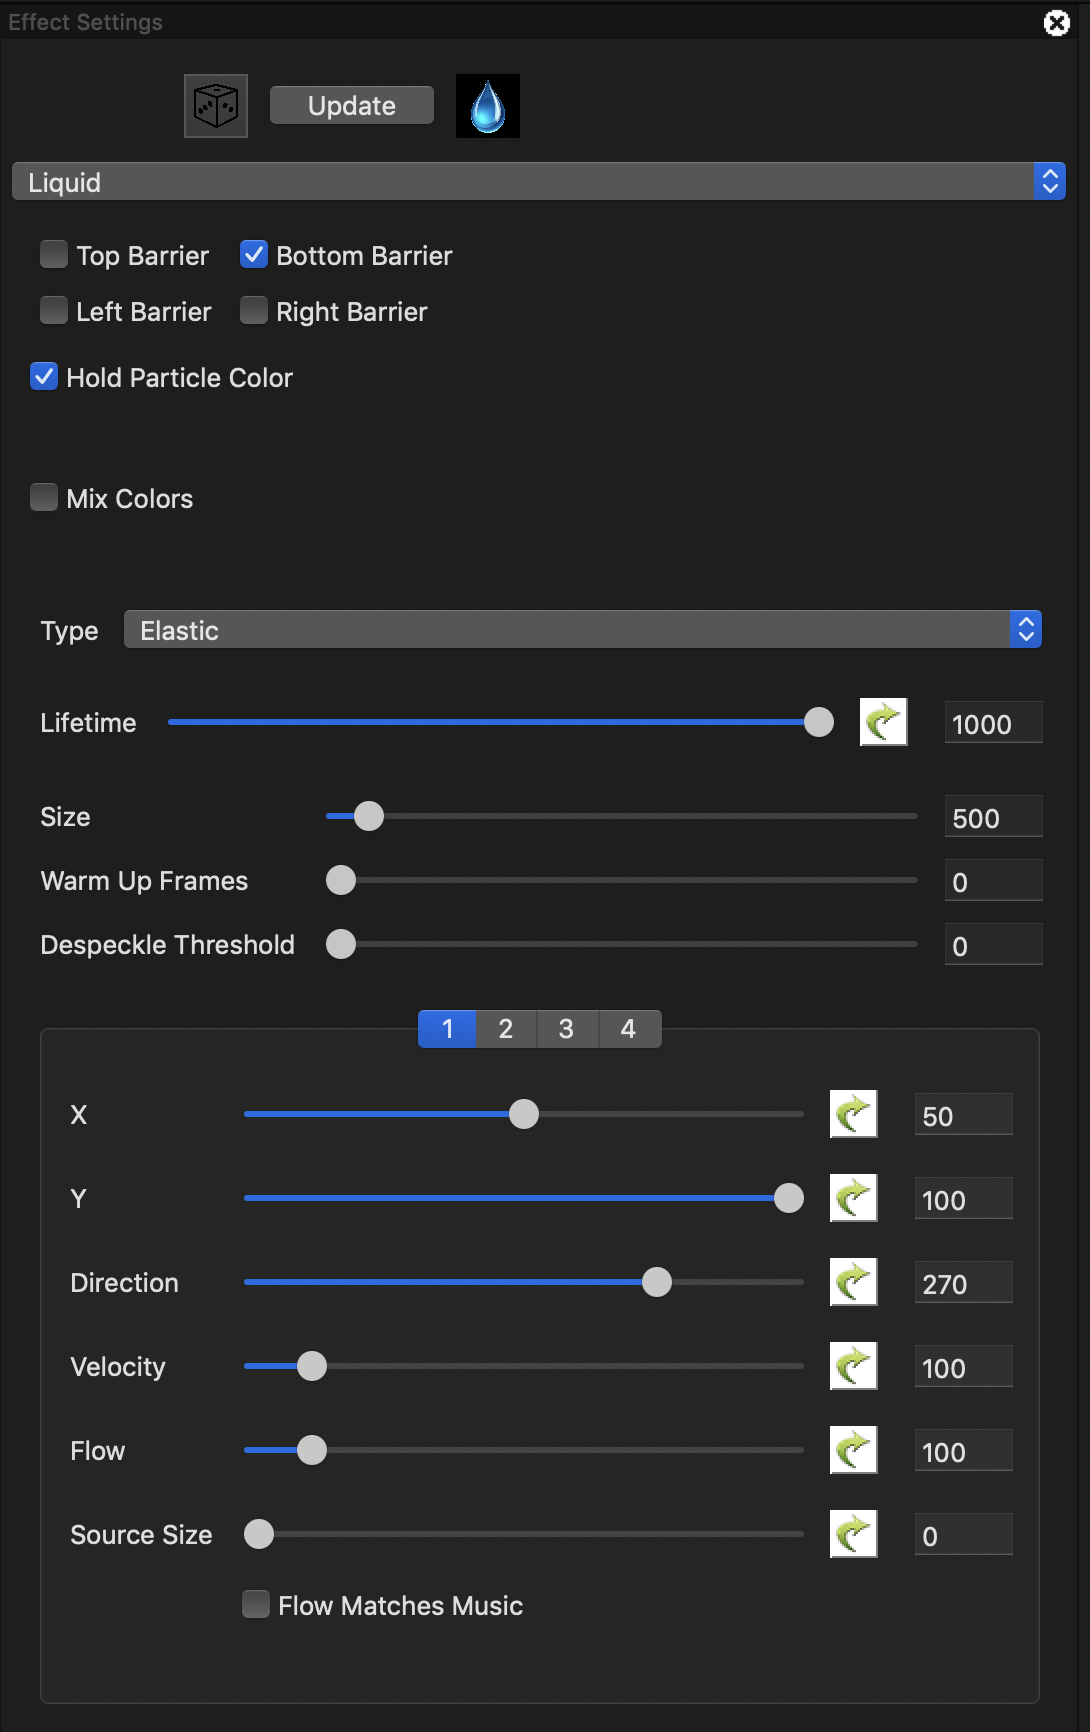 Effect Settings
Update
Liquid
Top Barrier Bottom Barrier
Left Barrier Right Barrier
Hold Particle Color
Mix Colors
Type Elastic
Lifetime 1000
Size 500
Warm Up Frames 0
Despeckle Threshold 0
1 2 3 4
X 50
Y 100
Direction 270
Velocity 100
Flow 100
Source Size 0
Flow Matches Music